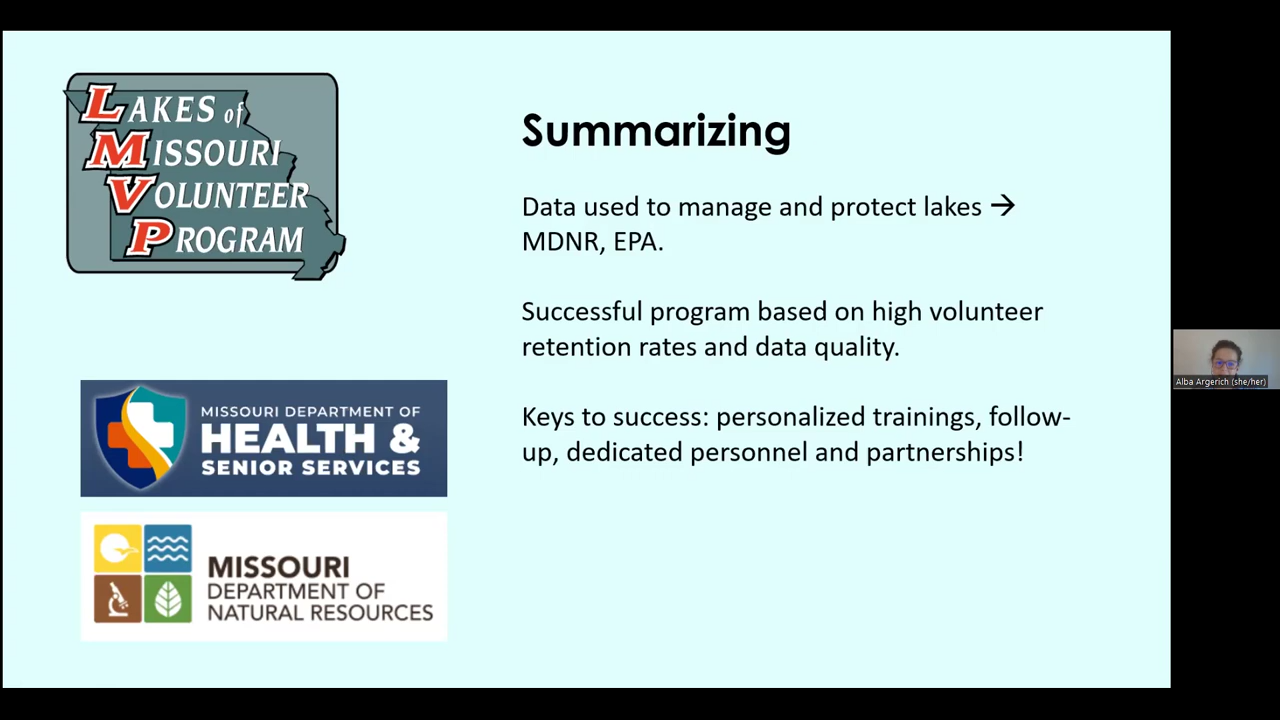 LAKES of
MISSOURI
VOLUNTEER
PROGRAM
Summarizing
Data used to manage and protect lakes →
MDNR, EPA.
Successful program based on high volunteer
retention rates and data quality.
Keys to success: personalized trainings, follow-
up, dedicated personnel and partnerships!
MISSOURI DEPARTMENT OF
HEALTH &
SENIOR SERVICES
MISSOURI
DEPARTMENT OF
NATURAL RESOURCES
Alba Argerich (she/her)